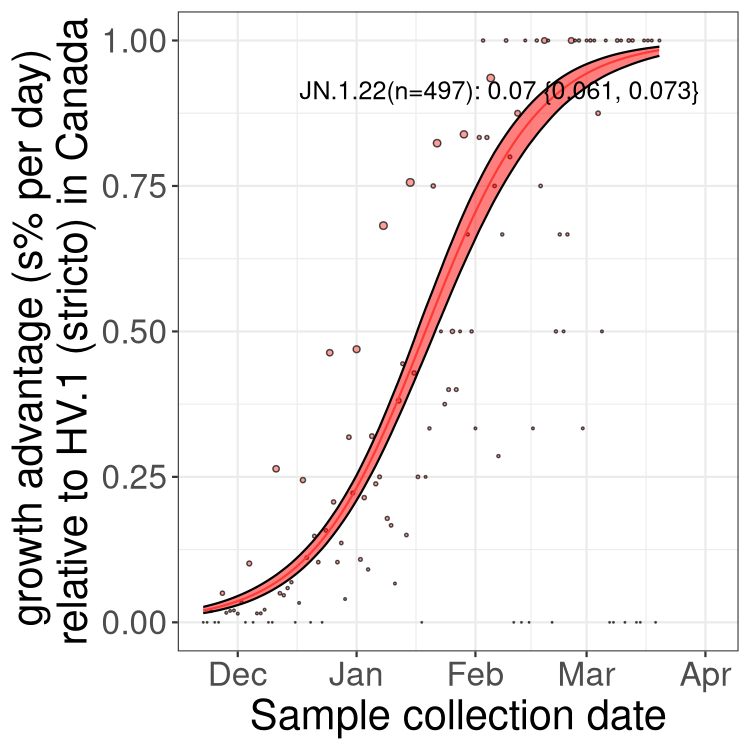 growth advantage (s% per day)
relative to HV.1 (stricto) in Canada
1.00
0.75
0.50
0.25
0.00
JN.1.22(n=497): 0.07 {0.061, 0.073}
Dec Jan Feb Mar Apr
Sample collection date